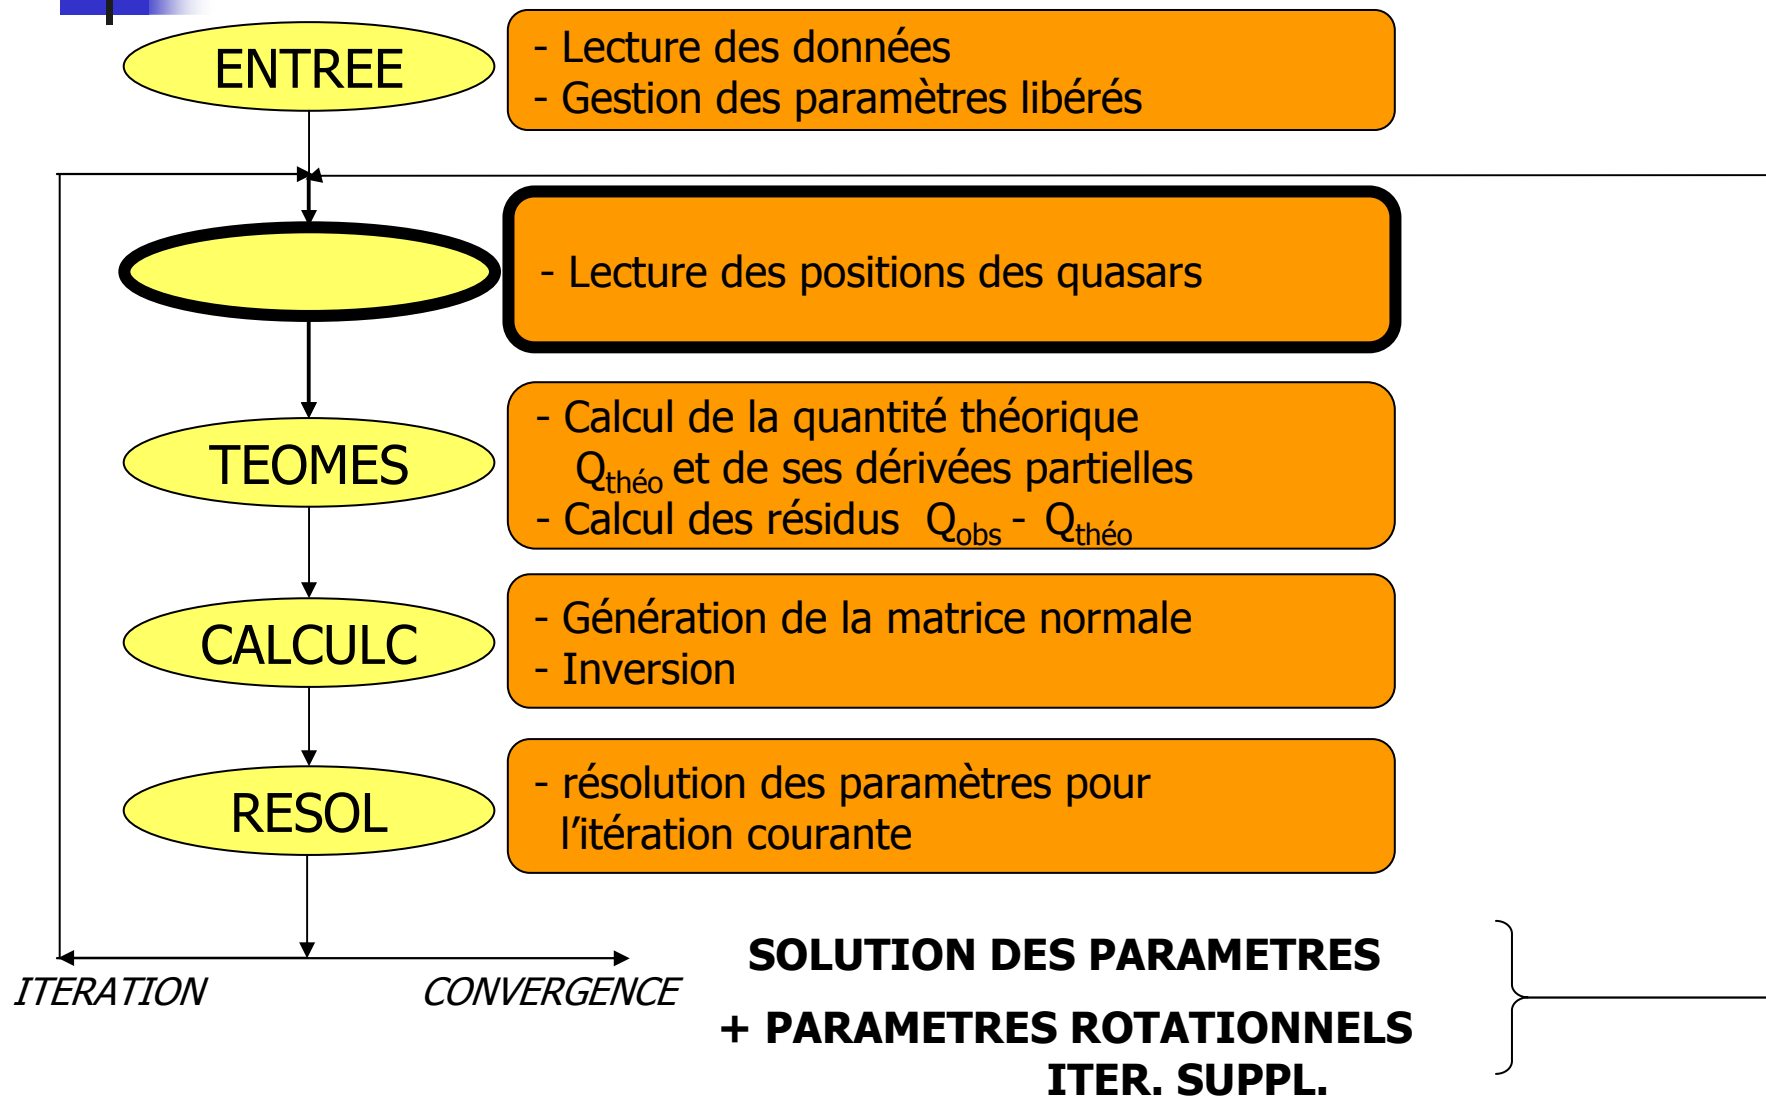 ENTREE
- Lecture des données
- Gestion des paramètres libérés
- Lecture des positions des quasars
TEOMES
- Calcul de la quantité théorique
Qthéo et de ses dérivées partielles
- Calcul des résidus Qobs - Qthéo
CALCULC
- Génération de la matrice normale
- Inversion
RESOL
- résolution des paramètres pour
l’itération courante
ITERATION
CONVERGENCE
SOLUTION DES PARAMETRES
+ PARAMETRES ROTATIONNELS
ITER. SUPPL.